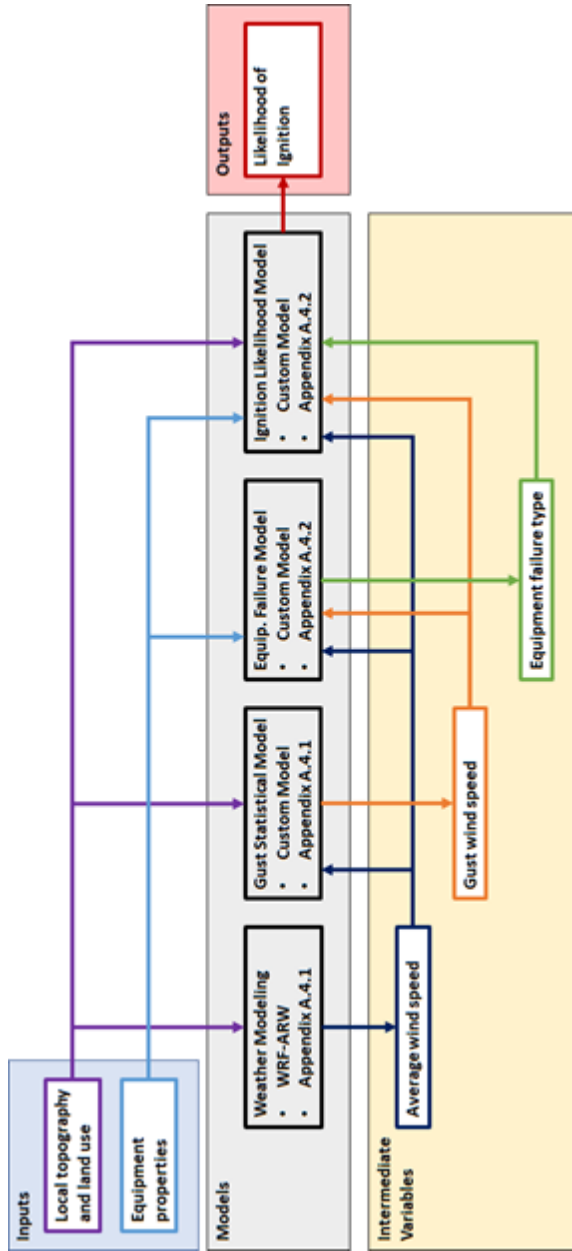 Inputs
Local topography
and land use
Equipment
properties
Models
Weather Modeling
• WRF-ARW
• Appendix A.4.1
Gust Statistical Model
• Custom Model
• Appendix A.4.1
Equip. Failure Model
• Custom Model
• Appendix A.4.2
Ignition Likelihood Model
• Custom Model
• Appendix A.4.2
Outputs
Likelihood of
Ignition
Intermediate
Variables
Average wind speed
Gust wind speed
Equipment failure type